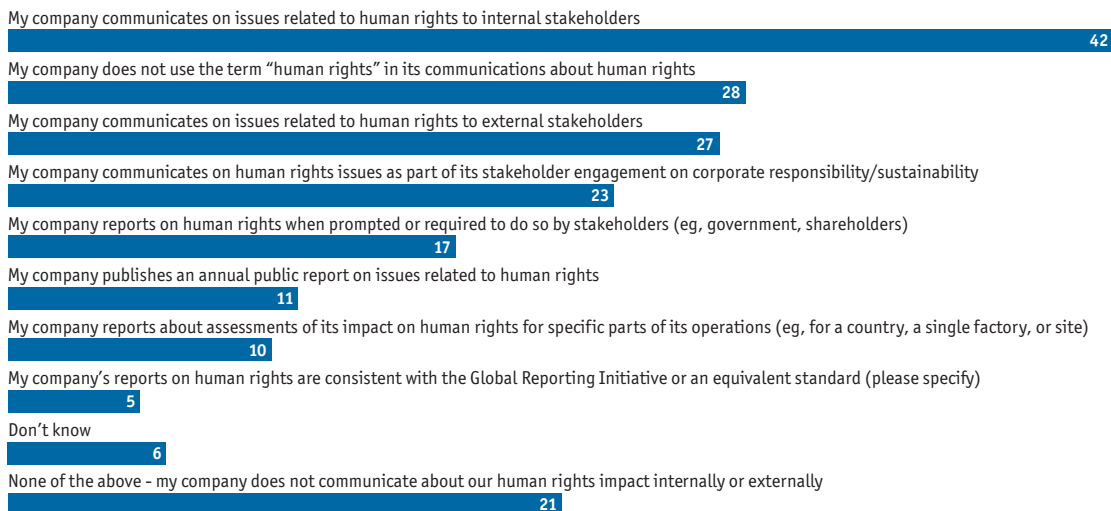 My company communicates on issues related to human rights to internal stakeholders
42
My company does not use the term “human rights” in its communications about human rights
28
My company communicates on issues related to human rights to external stakeholders
27
My company communicates on human rights issues as part of its stakeholder engagement on corporate responsibility/sustainability
23
My company reports on human rights when prompted or required to do so by stakeholders (eg, government, shareholders)
17
My company publishes an annual public report on issues related to human rights
11
My company reports about assessments of its impact on human rights for specific parts of its operations (eg, for a country, a single factory, or site)
10
My company’s reports on human rights are consistent with the Global Reporting Initiative or an equivalent standard (please specify)
5
Don’t know
6
None of the above - my company does not communicate about our human rights impact internally or externally
21